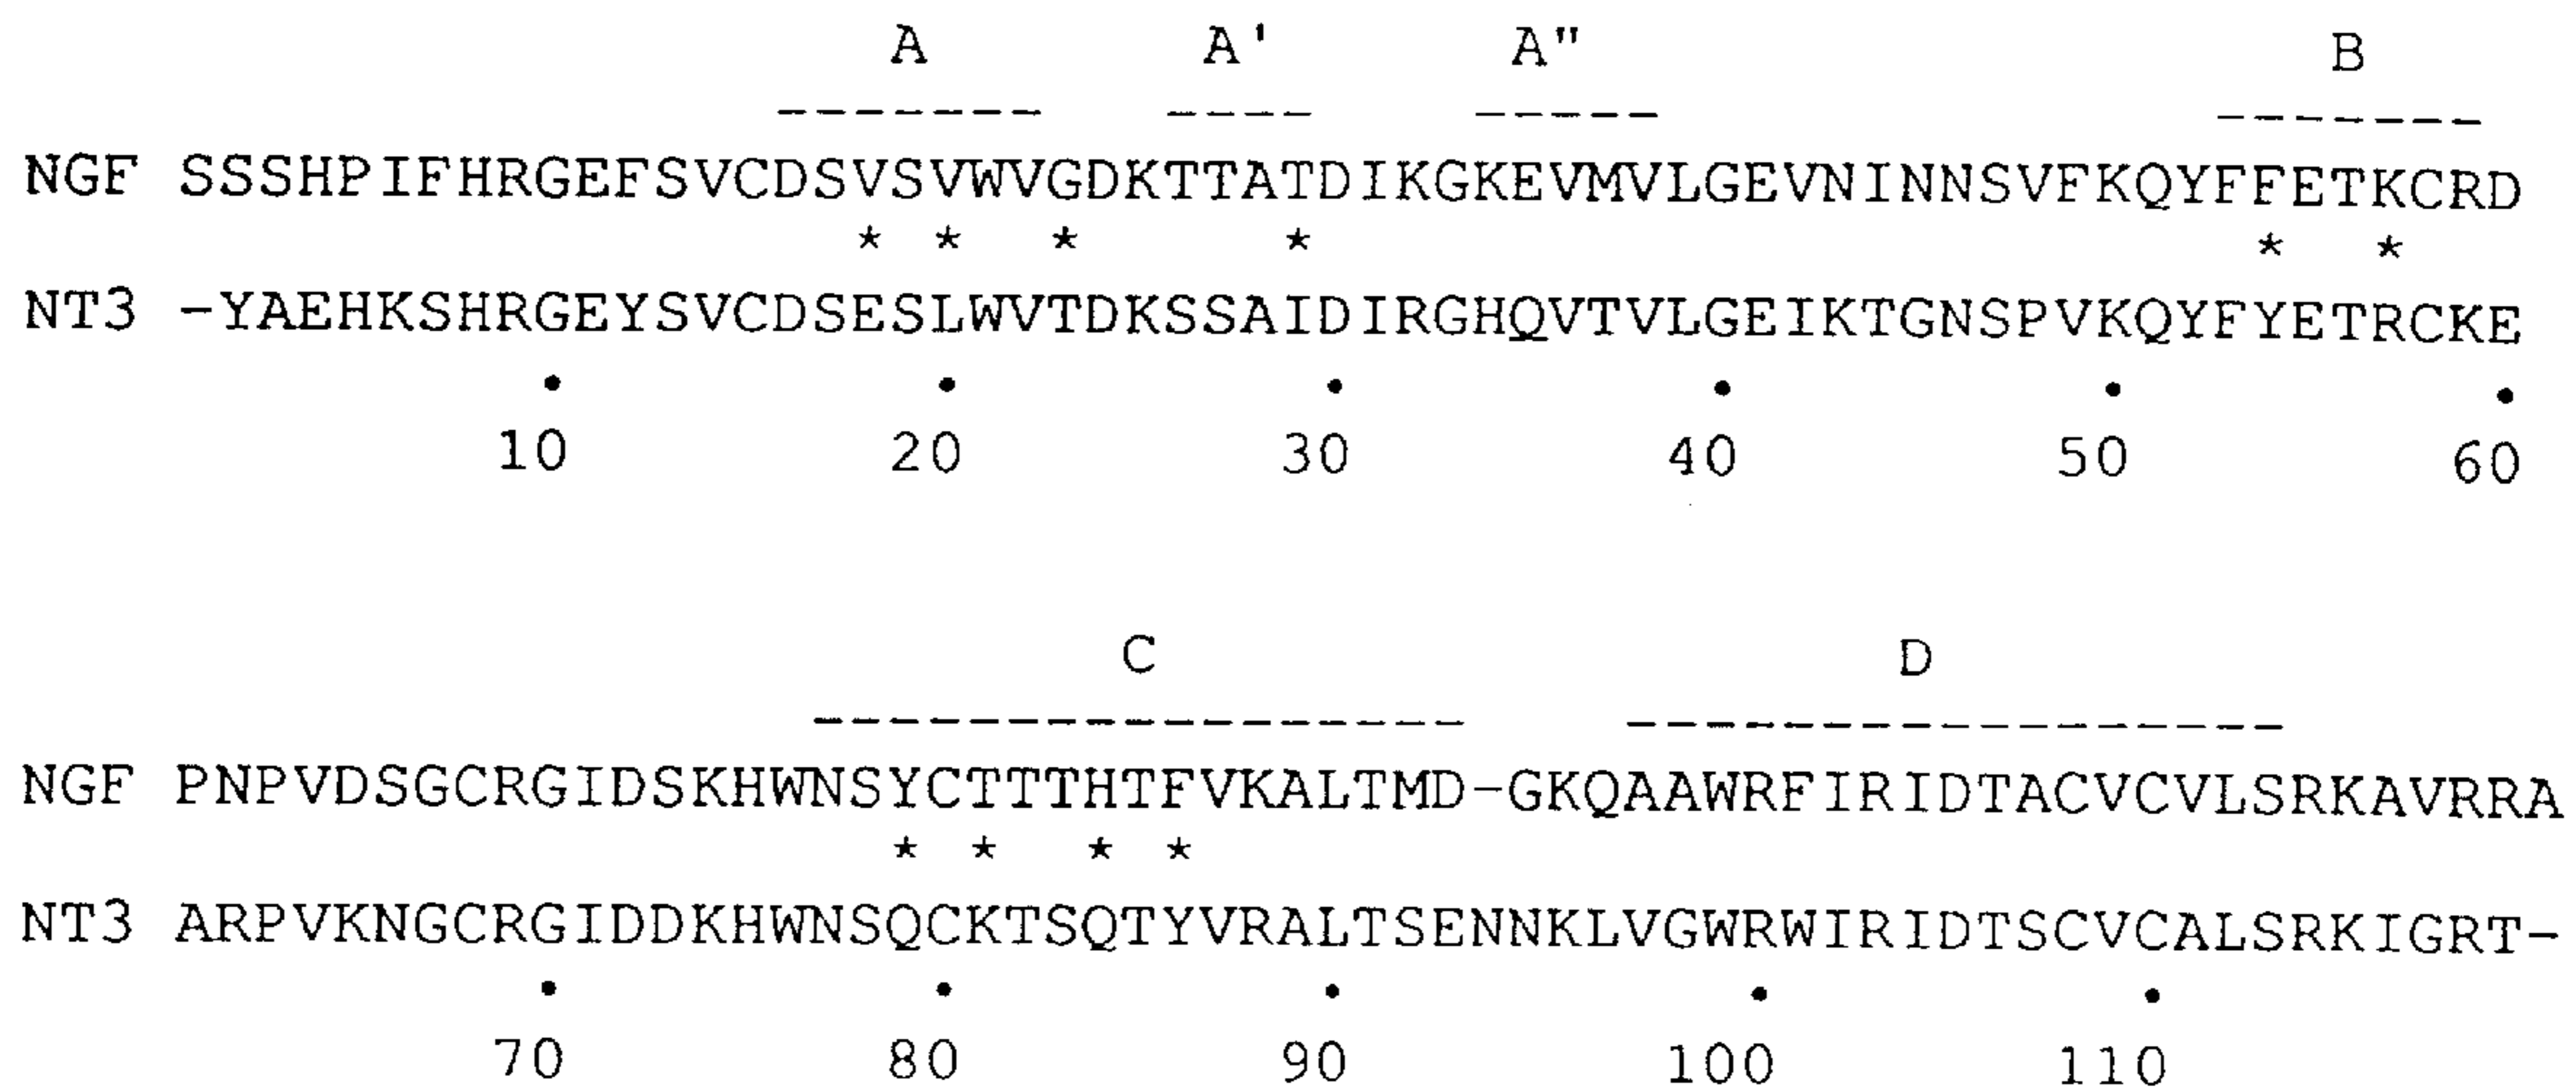 A A' A" B
------- ---- ----- -------
NGF SSSHPIFHRGEFSVCDSVSVWVGDKTTATDIKGKEVMVLGEVNINNSVFKQYFFETKCRD
* * * * * *
NT3 -YAEHKSHRGEYSVCDSESLWVTDKSSAIDIRGHQVTVLGEIKTGNSPVKQYFYETRCKE
• • • • • •
10 20 30 40 50 60
C D
----------------- -----------------
NGF PNPVDSGCRGIDSKHWNSYCTTTHTFVKALTMD-GKQAAWRFIRIDTACVCVLSRKAVRRA
* * * *
NT3 ARPVKNGCRGIDDKHWNSQCKTSQTYVRALTSENNKLVGWRWIRIDTSCVCALSRKIGRT-
• • • • •
70 80 90 100 110